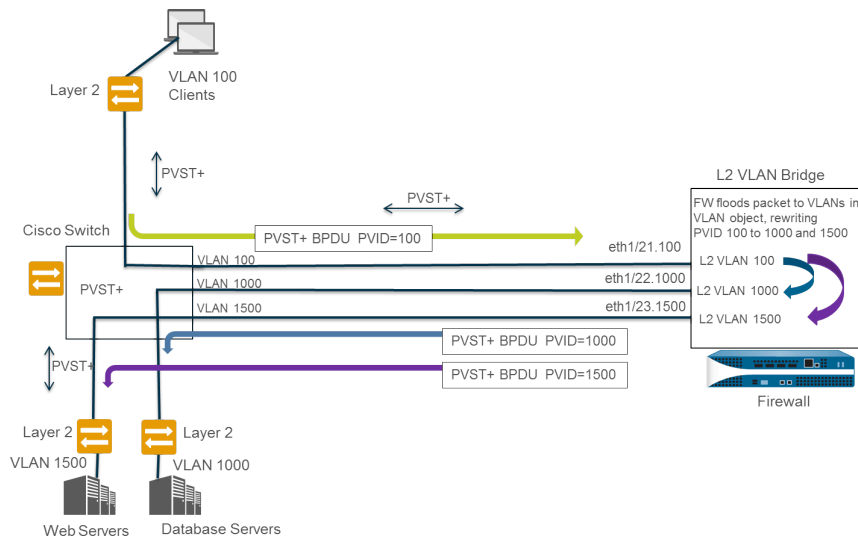 VLAN 100
Clients
Layer 2
PVST+
PVST+
L2 VLAN Bridge
FW floods packet to VLANs in
VLAN object, rewriting
PVID 100 to 1000 and 1500
Cisco Switch
PVST+ BPDU PVID=100
eth1/21.100
VLAN 100
L2 VLAN 100
PVST+
VLAN 1000
eth1/22.1000
L2 VLAN 1000
VLAN 1500
eth1/23.1500
L2 VLAN 1500
PVST+ BPDU PVID=1000
PVST+
PVST+ BPDU PVID=1500
Firewall
Layer 2
Layer 2
VLAN 1500
VLAN 1000
Web Servers
Database Servers